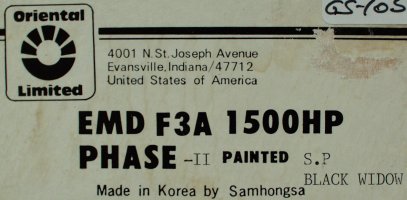 GS-105
Oriental
Limited
4001 N. St. Joseph Avenue
Evansville, Indiana/47712
United States of America
EMD F3A 1500HP
PHASE -II PAINTED S.P
BLACK WIDOW
Made in Korea by Samhongsa